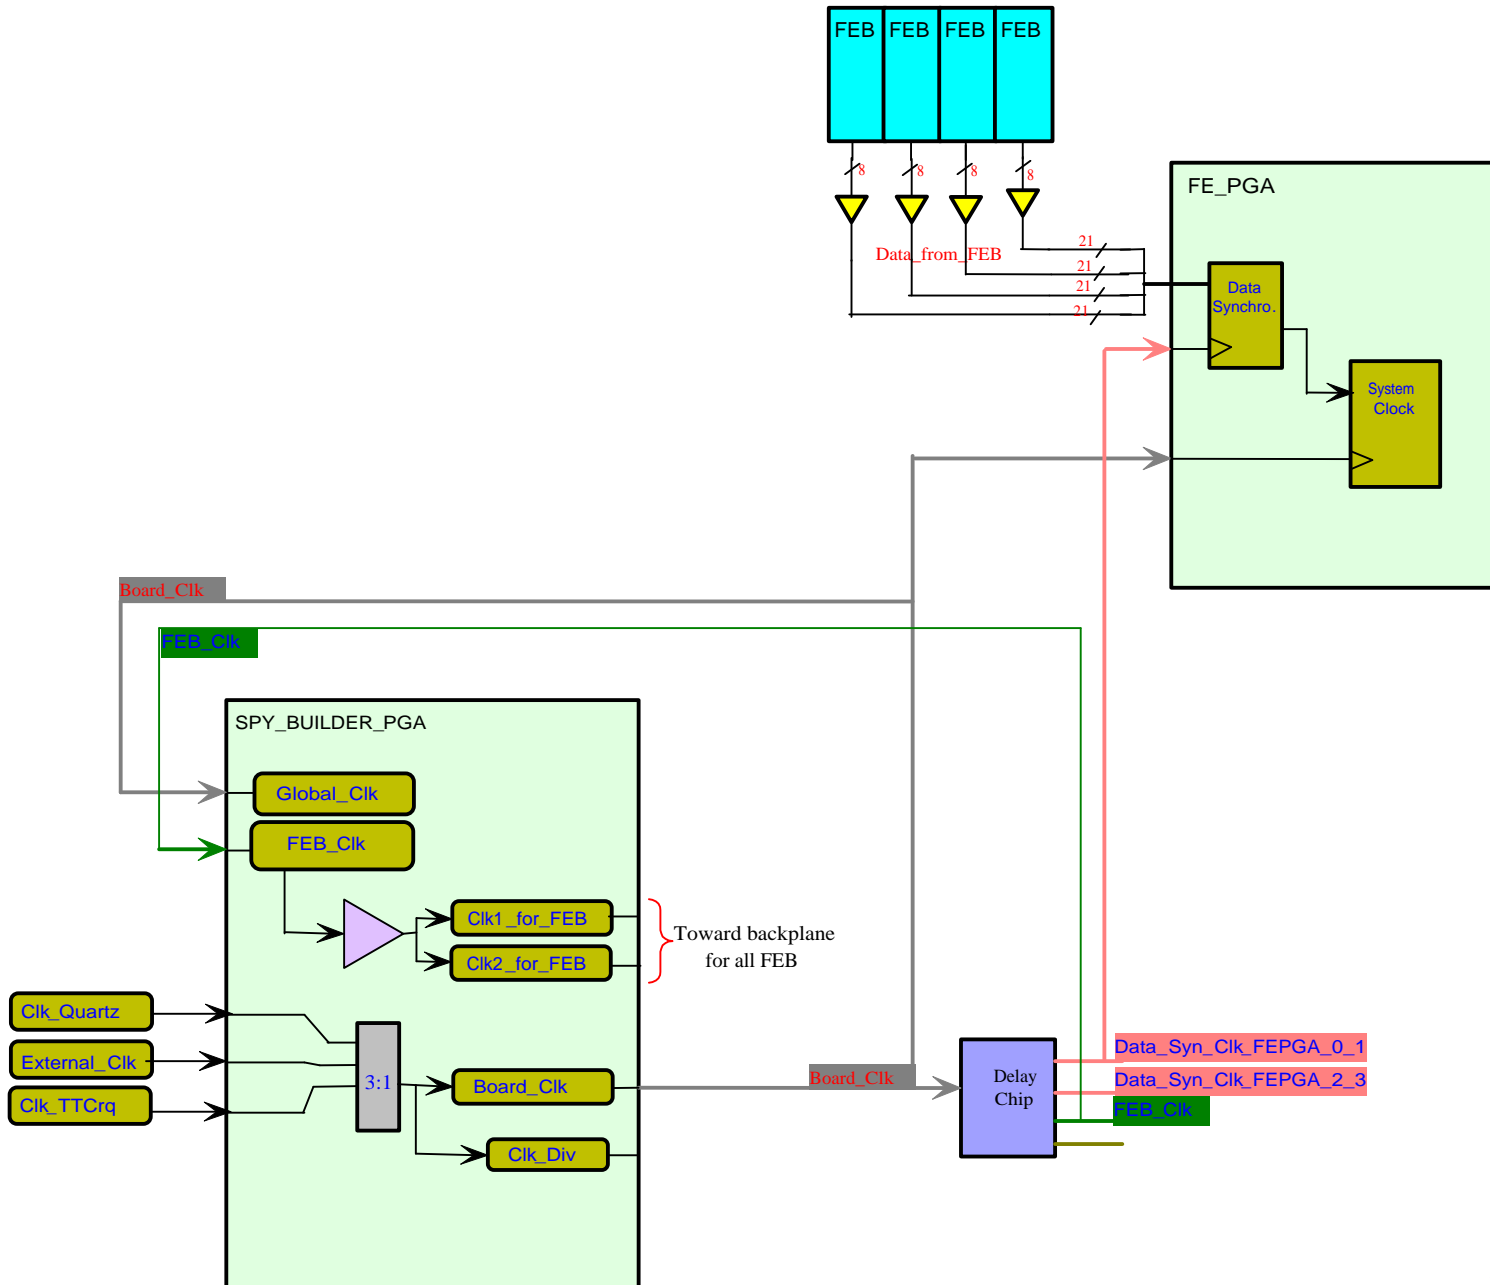 FEB FEB FEB FEB
8 8 8 8
FE_PGA
Data_from_FEB
21
21
21
21
Data
Synchro.
System
Clock
Board_Clk
FEB_Clk
SPY_BUILDER_PGA
Global_Clk
FEB_Clk
Clk1_for_FEB
Clk2_for_FEB
Toward backplane
for all FEB
Clk_Quartz
External_Clk
Clk_TTCrq
3:1
Board_Clk
Clk_Div
Board_Clk
Delay
Chip
Data_Syn_Clk_FEPGA_0_1
Data_Syn_Clk_FEPGA_2_3
FEB_Clk